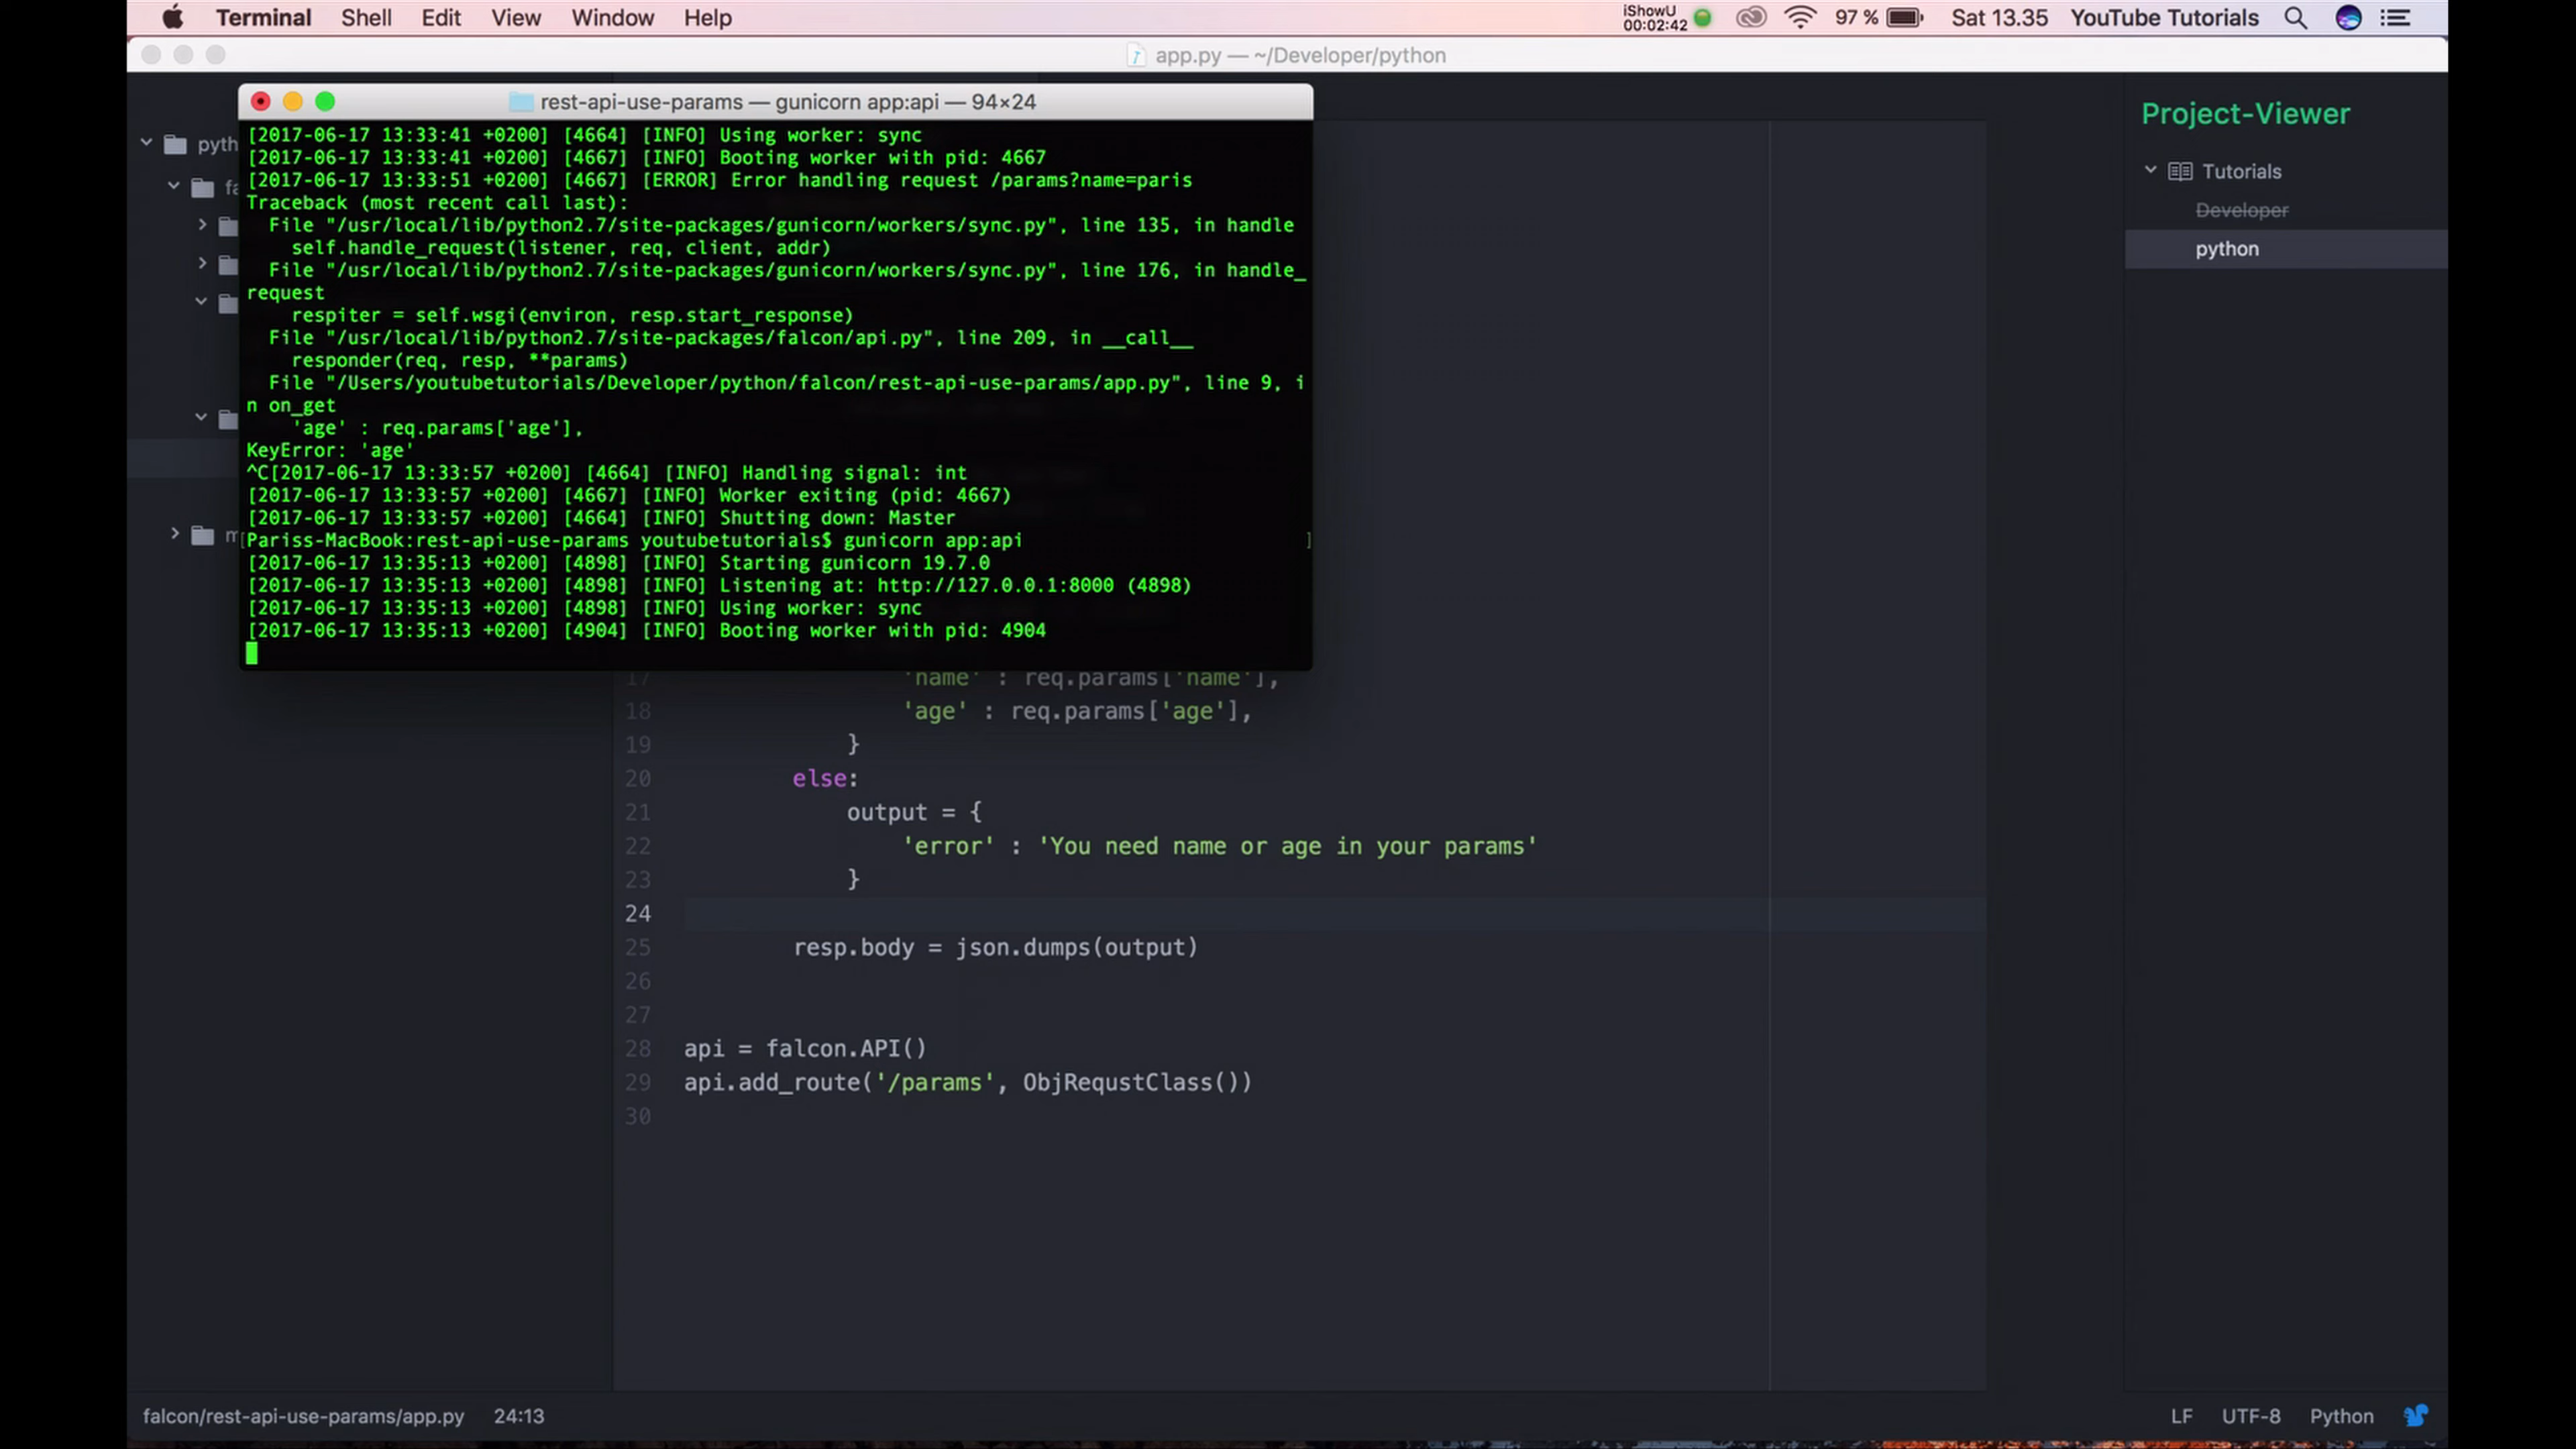 Terminal Shell Edit View Window Help iShowU 00:02:42 97 % Sat 13.35 YouTube Tutorials
app.py — ~/Developer/python
rest-api-use-params — gunicorn app:api — 94×24
[2017-06-17 13:33:41 +0200] [4664] [INFO] Using worker: sync
[2017-06-17 13:33:41 +0200] [4667] [INFO] Booting worker with pid: 4667
[2017-06-17 13:33:51 +0200] [4667] [ERROR] Error handling request /params?name=paris
Traceback (most recent call last):
  File "/usr/local/lib/python2.7/site-packages/gunicorn/workers/sync.py", line 135, in handle
    self.handle_request(listener, req, client, addr)
  File "/usr/local/lib/python2.7/site-packages/gunicorn/workers/sync.py", line 176, in handle_
request
    respiter = self.wsgi(environ, resp.start_response)
  File "/usr/local/lib/python2.7/site-packages/falcon/api.py", line 209, in __call__
    responder(req, resp, **params)
  File "/Users/youtubetutorials/Developer/python/falcon/rest-api-use-params/app.py", line 9, i
n on_get
    'age' : req.params['age'],
KeyError: 'age'
^C[2017-06-17 13:33:57 +0200] [4664] [INFO] Handling signal: int
[2017-06-17 13:33:57 +0200] [4667] [INFO] Worker exiting (pid: 4667)
[2017-06-17 13:33:57 +0200] [4664] [INFO] Shutting down: Master
[Pariss-MacBook:rest-api-use-params youtubetutorials$ gunicorn app:api ]
[2017-06-17 13:35:13 +0200] [4898] [INFO] Starting gunicorn 19.7.0
[2017-06-17 13:35:13 +0200] [4898] [INFO] Listening at: http://127.0.0.1:8000 (4898)
[2017-06-17 13:35:13 +0200] [4898] [INFO] Using worker: sync
[2017-06-17 13:35:13 +0200] [4904] [INFO] Booting worker with pid: 4904
pyth
fa
m
17 'name' : req.params['name'],
18 'age' : req.params['age'],
19 }
20 else:
21 output = {
22 'error' : 'You need name or age in your params'
23 }
24
25 resp.body = json.dumps(output)
26
27
28 api = falcon.API()
29 api.add_route('/params', ObjRequstClass())
30
Project-Viewer
Tutorials
Developer
python
falcon/rest-api-use-params/app.py 24:13 LF UTF-8 Python